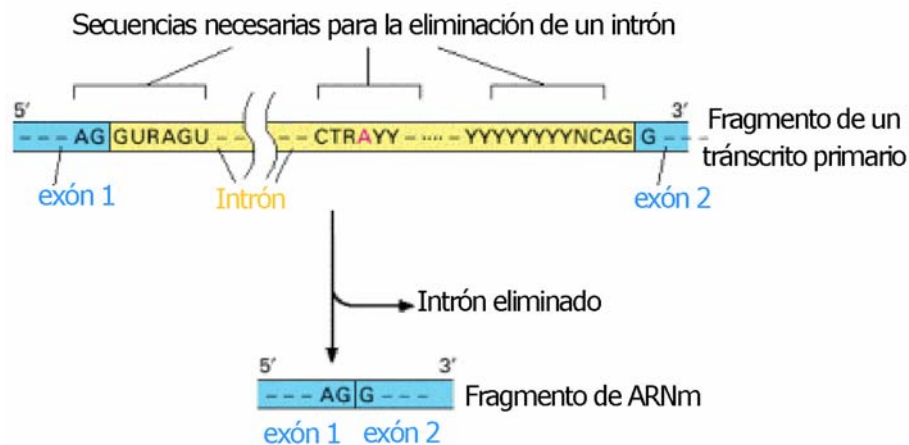 Secuencias necesarias para la eliminación de un intrón
5′ 3′
– – – AG GURAGU – – – – CTRAYY – ····· – YYYYYYYYNCAG G – – –
Fragmento de un
tránscrito primario
exón 1 Intrón exón 2
Intrón eliminado
5′ 3′
– – – AG G – – –
Fragmento de ARNm
exón 1 exón 2